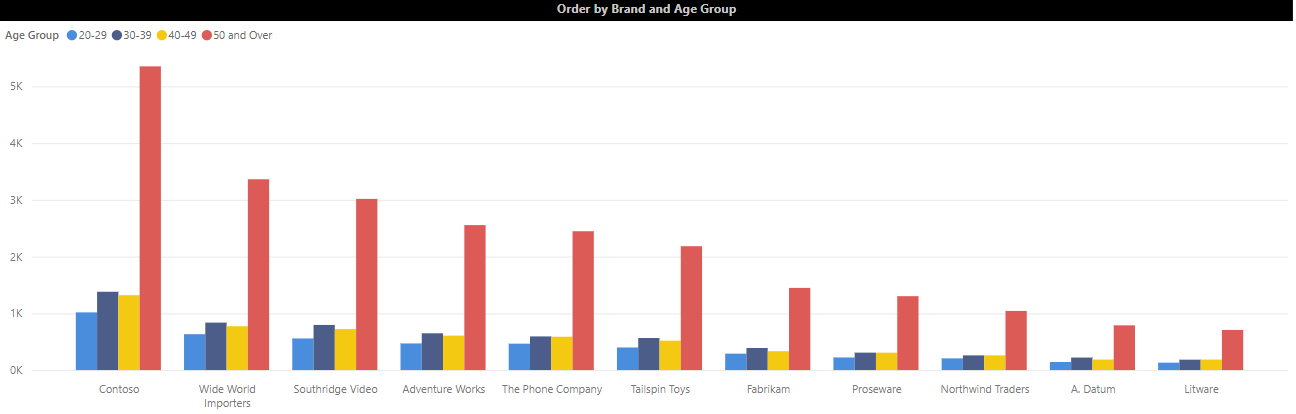 Order by Brand and Age Group
Age Group 20-29 30-39 40-49 50 and Over
5K
4K
3K
2K
1K
0K
Contoso
Wide World
Importers
Southridge Video
Adventure Works
The Phone Company
Tailspin Toys
Fabrikam
Proseware
Northwind Traders
A. Datum
Litware